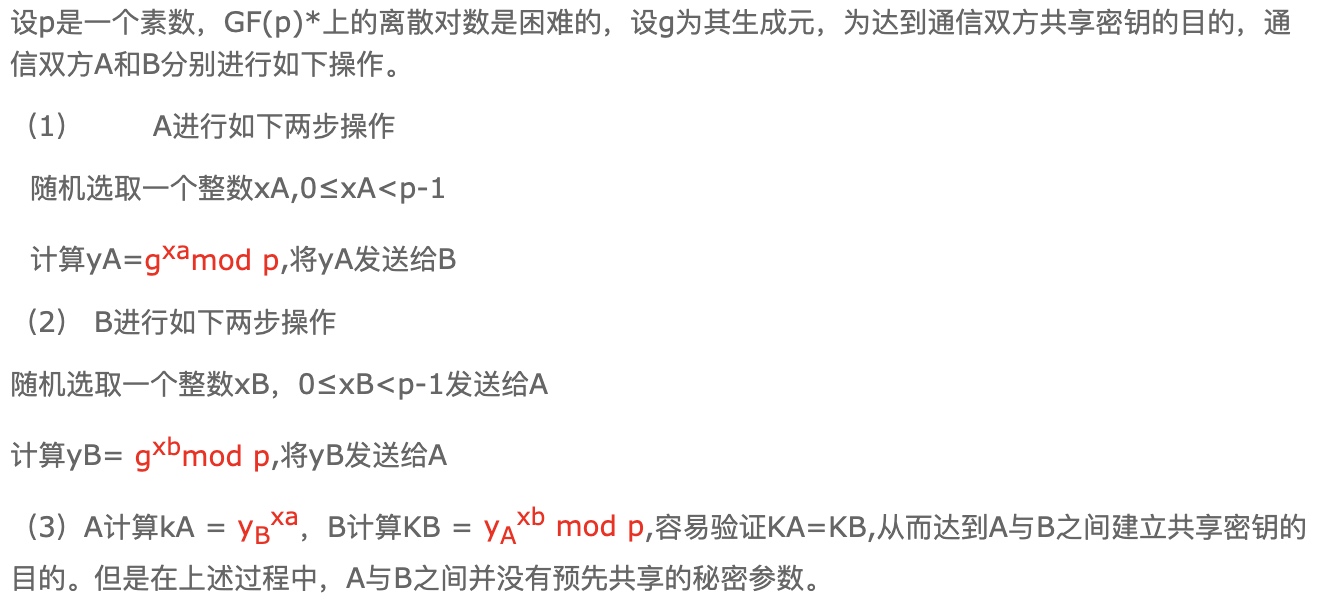 设p是一个素数，GF(p)*上的离散对数是困难的，设g为其生成元，为达到通信双方共享密钥的目的，通
信双方A和B分别进行如下操作。
（1） A进行如下两步操作
随机选取一个整数xA,0≤xA<p-1
计算yA=g^xa mod p,将yA发送给B
（2） B进行如下两步操作
随机选取一个整数xB，0≤xB<p-1发送给A
计算yB= g^xb mod p,将yB发送给A
（3）A计算kA = y_B^xa，B计算KB = y_A^xb mod p,容易验证KA=KB,从而达到A与B之间建立共享密钥的
目的。但是在上述过程中，A与B之间并没有预先共享的秘密参数。